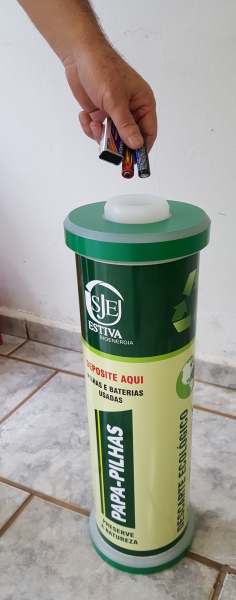 SJE
ESTIVA
BIOENERGIA
DEPOSITE AQUI
PILHAS E BATERIAS
USADAS
PAPA-PILHAS
PRESERVE
A NATUREZA
DESCARTE ECOLÓGICO